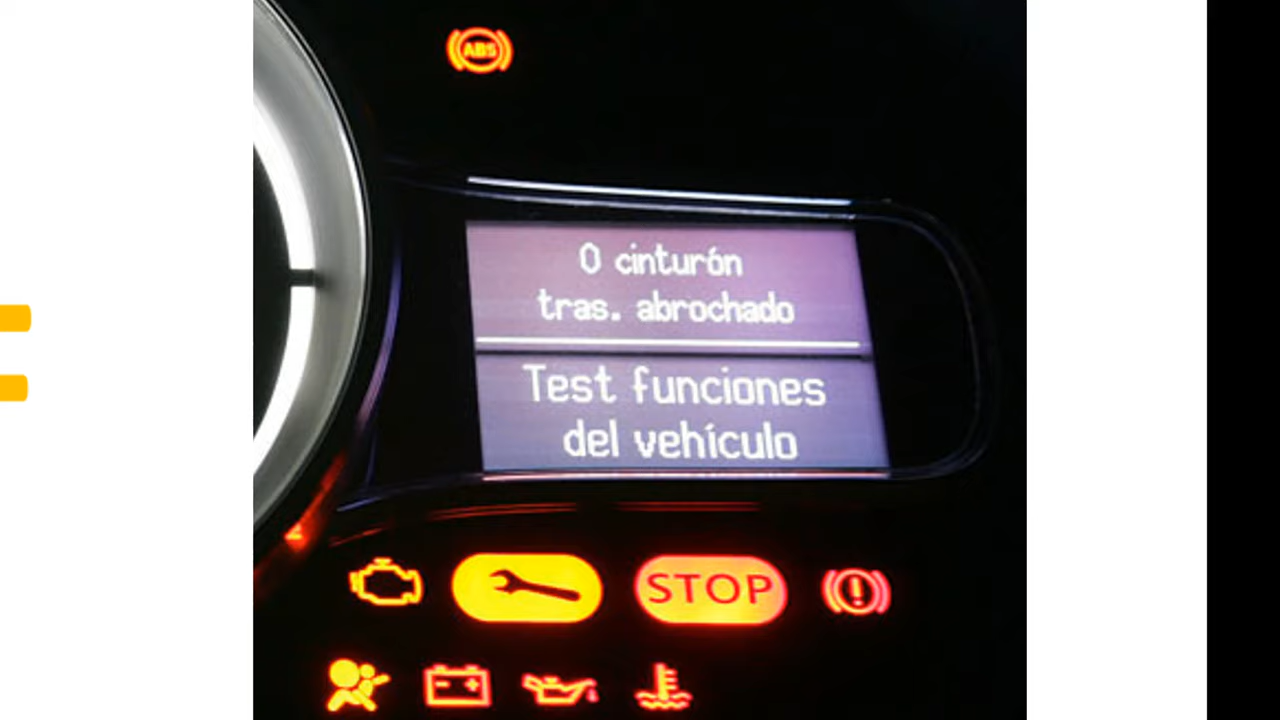 ABS
0 cinturón
tras. abrochado
Test funciones
del vehículo
STOP